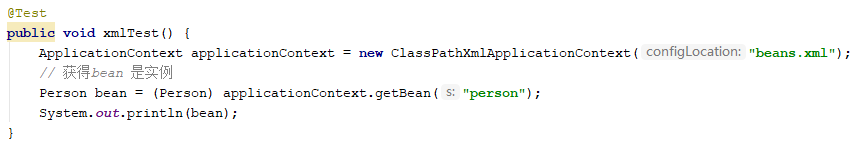 @Test
public void xmlTest() {
ApplicationContext applicationContext = new ClassPathXmlApplicationContext( configLocation: "beans.xml");
// 获得bean 是实例
Person bean = (Person) applicationContext.getBean( s: "person");
System.out.println(bean);
}